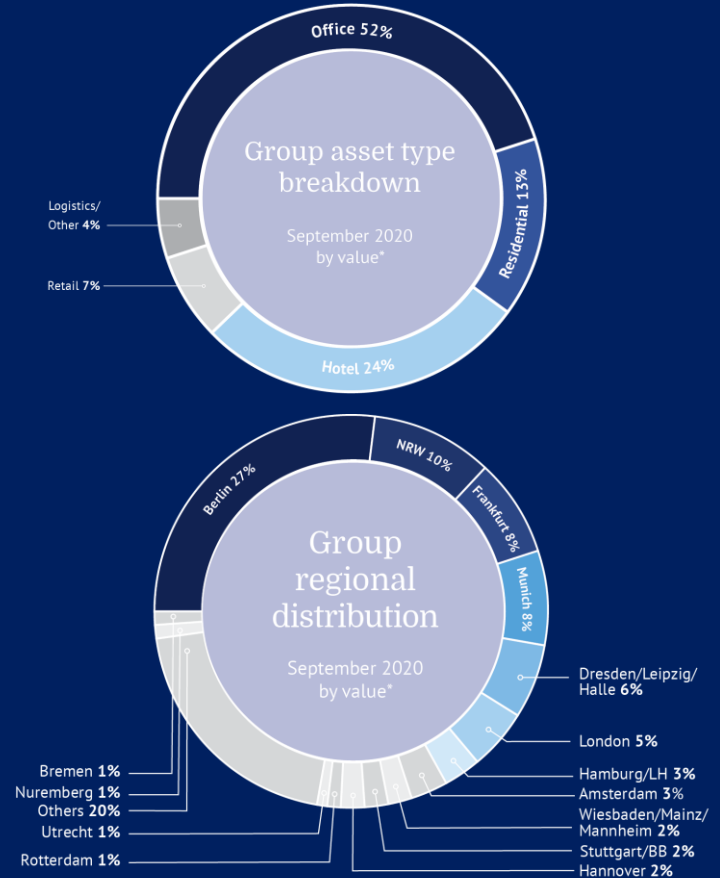 Office 52%
Group asset type
breakdown
September 2020
by value*
Residential 13%
Logistics/
Other 4%
Retail 7%
Hotel 24%
Berlin 27%
NRW 10%
Frankfurt 8%
Munich 8%
Group
regional
distribution
September 2020
by value*
Dresden/Leipzig/
Halle 6%
London 5%
Hamburg/LH 3%
Amsterdam 3%
Wiesbaden/Mainz/
Mannheim 2%
Stuttgart/BB 2%
Hannover 2%
Bremen 1%
Nuremberg 1%
Others 20%
Utrecht 1%
Rotterdam 1%